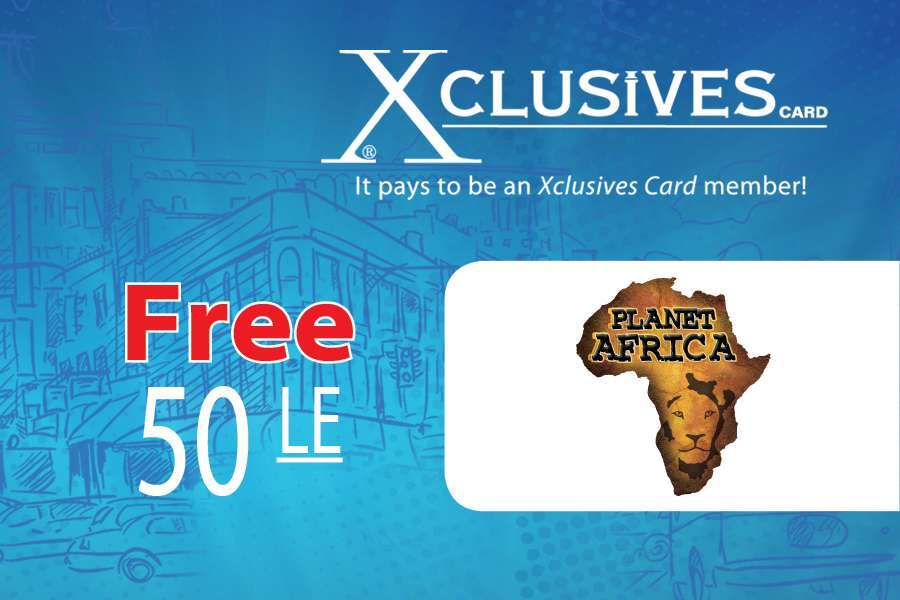 XCLUSiVES CARD
®
It pays to be an Xclusives Card member!
Free
50 LE
PLANET
AFRICA